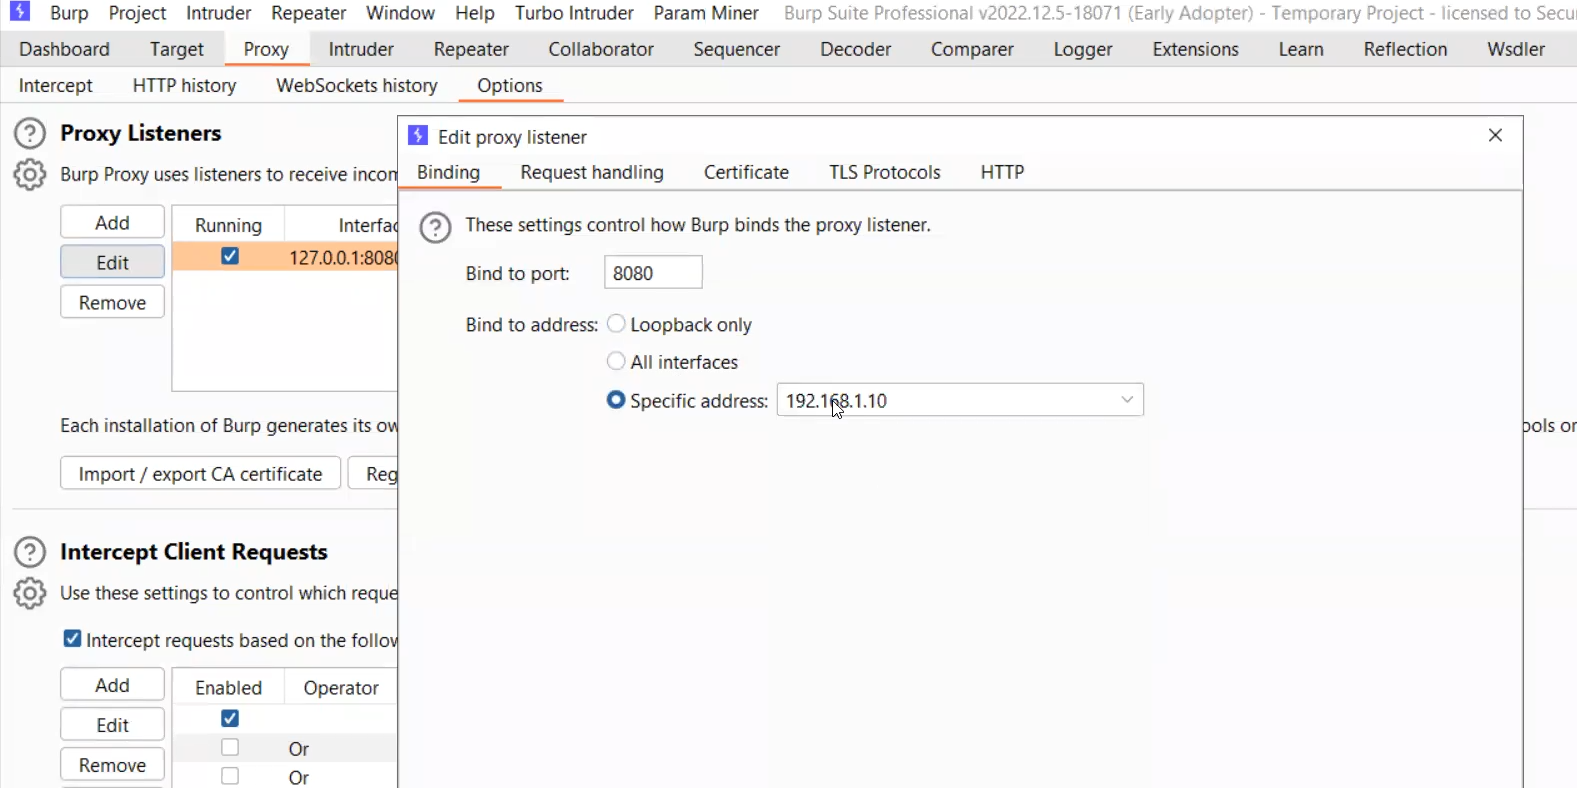 Burp Project Intruder Repeater Window Help Turbo Intruder Param Miner Burp Suite Professional v2022.12.5-18071 (Early Adopter) - Temporary Project - licensed to Secu
Dashboard Target Proxy Intruder Repeater Collaborator Sequencer Decoder Comparer Logger Extensions Learn Reflection Wsdler
Intercept HTTP history WebSockets history Options
Proxy Listeners
Burp Proxy uses listeners to receive incom
Add
Edit
Remove
Running Interfac
127.0.0.1:8080
Each installation of Burp generates its ow
ools or
Import / export CA certificate Reg
Intercept Client Requests
Use these settings to control which reque
Intercept requests based on the follow
Add
Edit
Remove
Enabled Operator
Or
Or
Edit proxy listener
Binding Request handling Certificate TLS Protocols HTTP
These settings control how Burp binds the proxy listener.
Bind to port: 8080
Bind to address: Loopback only
All interfaces
Specific address: 192.168.1.10